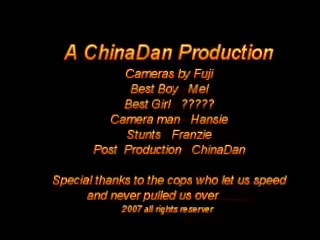 A ChinaDan Production
Cameras by Fuji
Best Boy Mel
Best Girl ?????
Camera man Hansie
Stunts Franzie
Post Production ChinaDan
Special thanks to the cops who let us speed
and never pulled us over
2007 all rights reserver